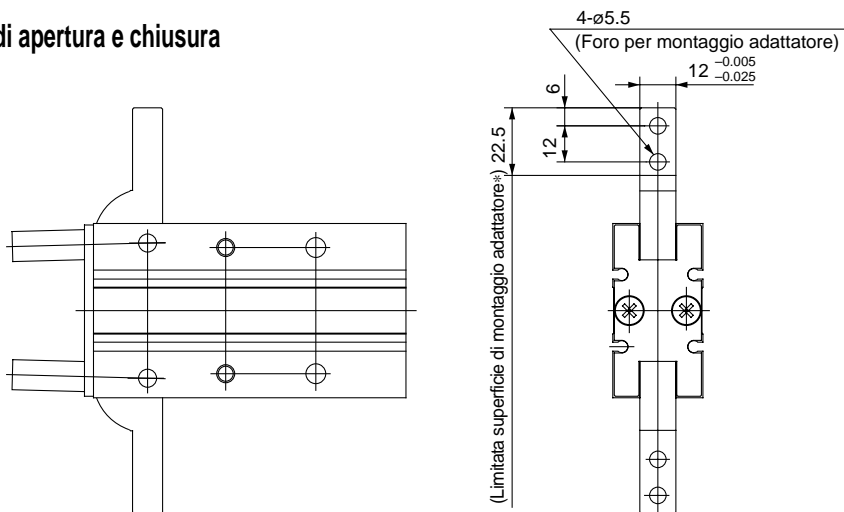 di apertura e chiusura
4-ø5.5
(Foro per montaggio adattatore)
12 –0.005
–0.025
6
12
22.5
(Limitata superficie di montaggio adattatore∗)